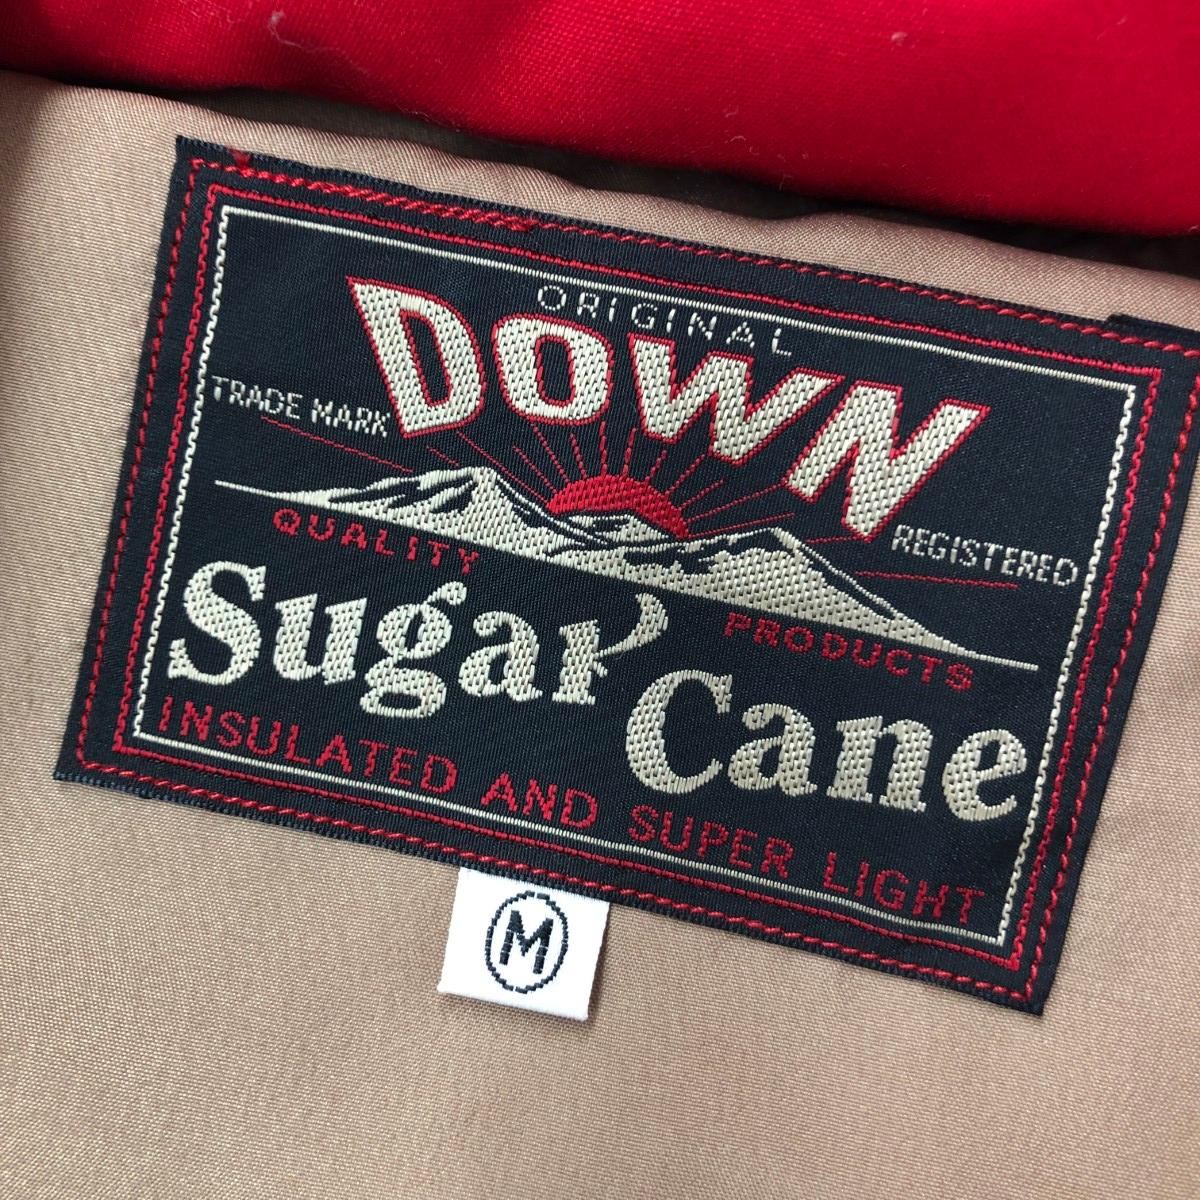 ORIGINAL
DOWN
TRADE MARK
REGISTERED
QUALITY
PRODUCTS
Sugar Cane
INSULATED AND SUPER LIGHT
M